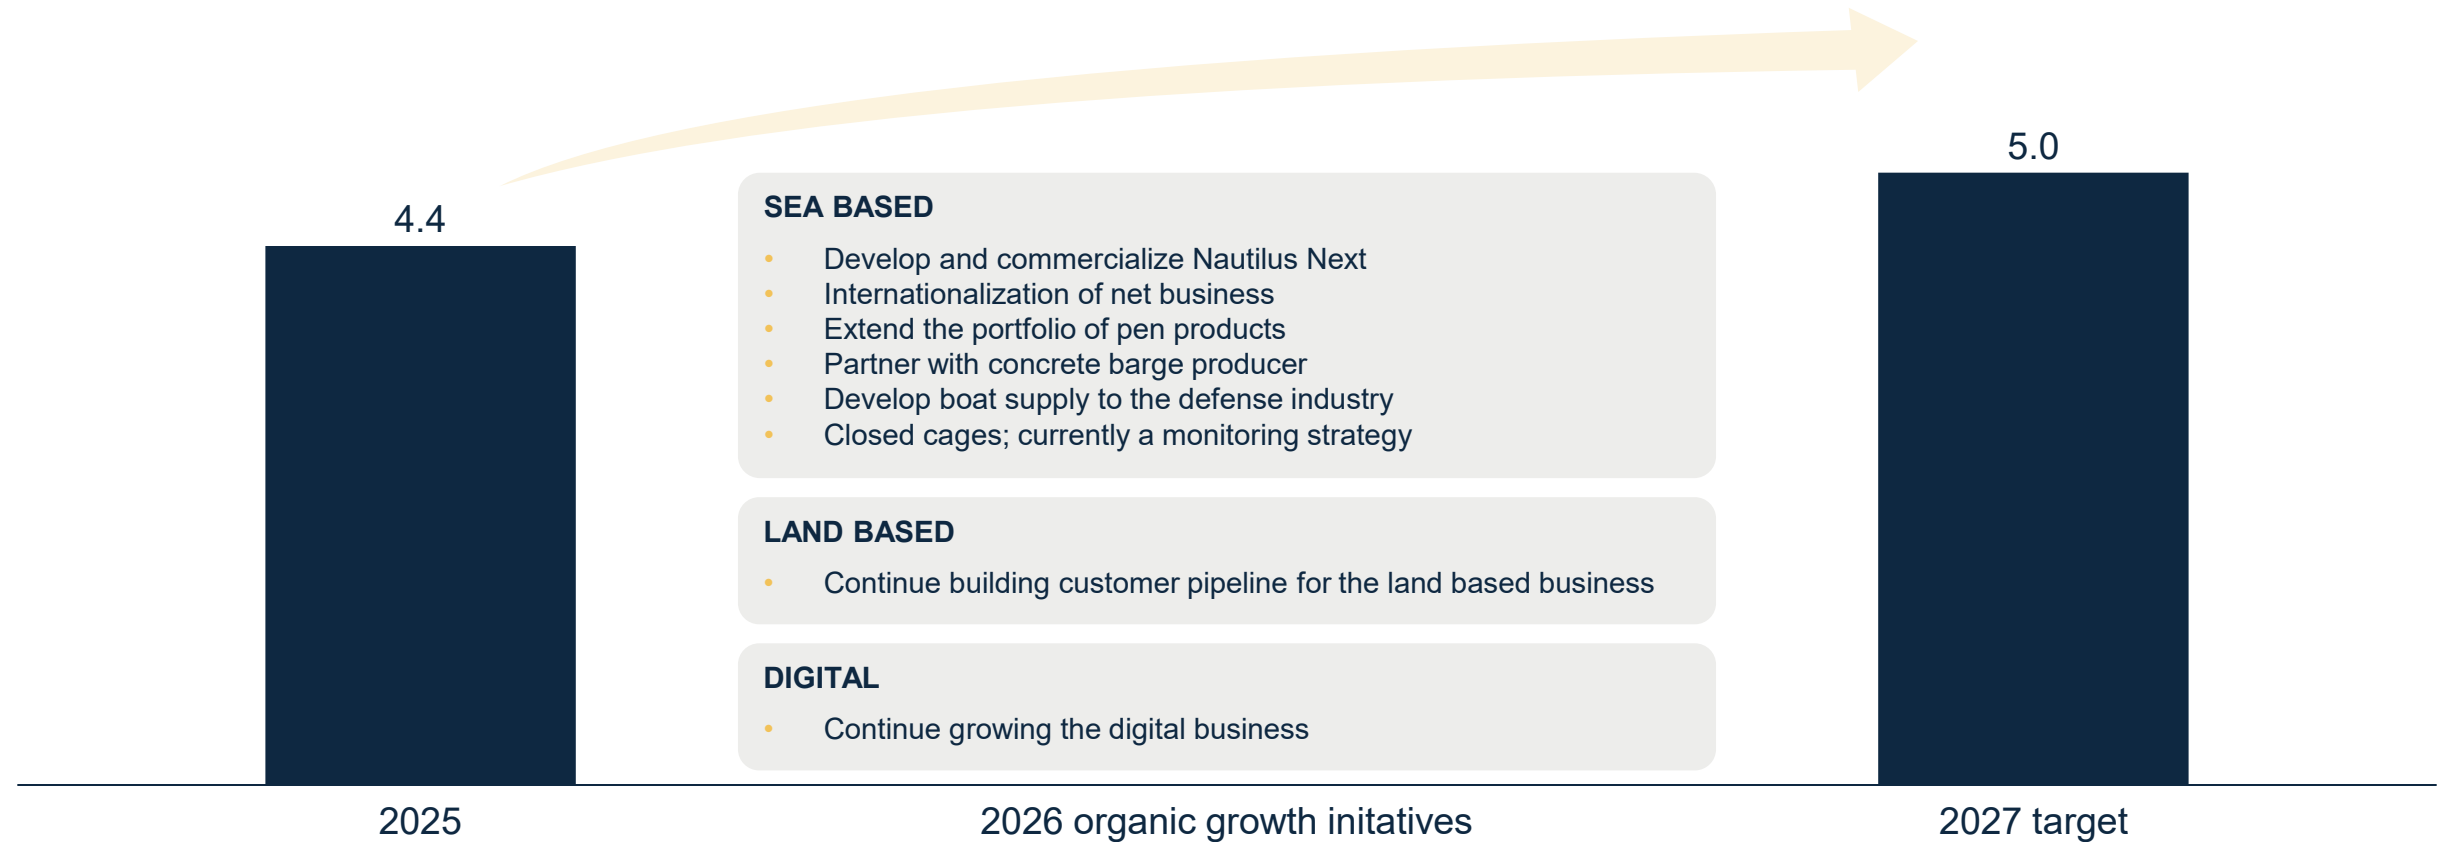 5.0
4.4
SEA BASED
• Develop and commercialize Nautilus Next
• Internationalization of net business
• Extend the portfolio of pen products
• Partner with concrete barge producer
• Develop boat supply to the defense industry
• Closed cages; currently a monitoring strategy
LAND BASED
• Continue building customer pipeline for the land based business
DIGITAL
• Continue growing the digital business
2025
2026 organic growth initatives
2027 target